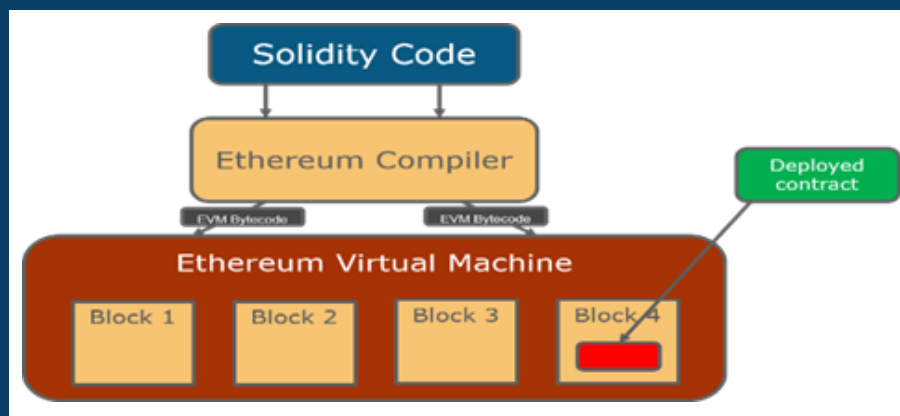 Solidity Code
Ethereum Compiler
Deployed
contract
EVM Bytecode
EVM Bytecode
Ethereum Virtual Machine
Block 1
Block 2
Block 3
Block 4